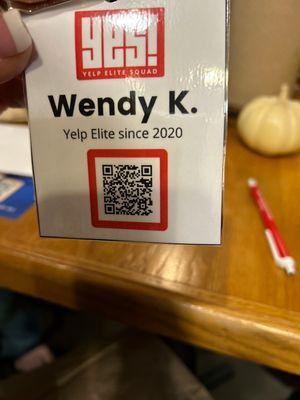 YES!
YELP ELITE SQUAD
Wendy K.
Yelp Elite since 2020